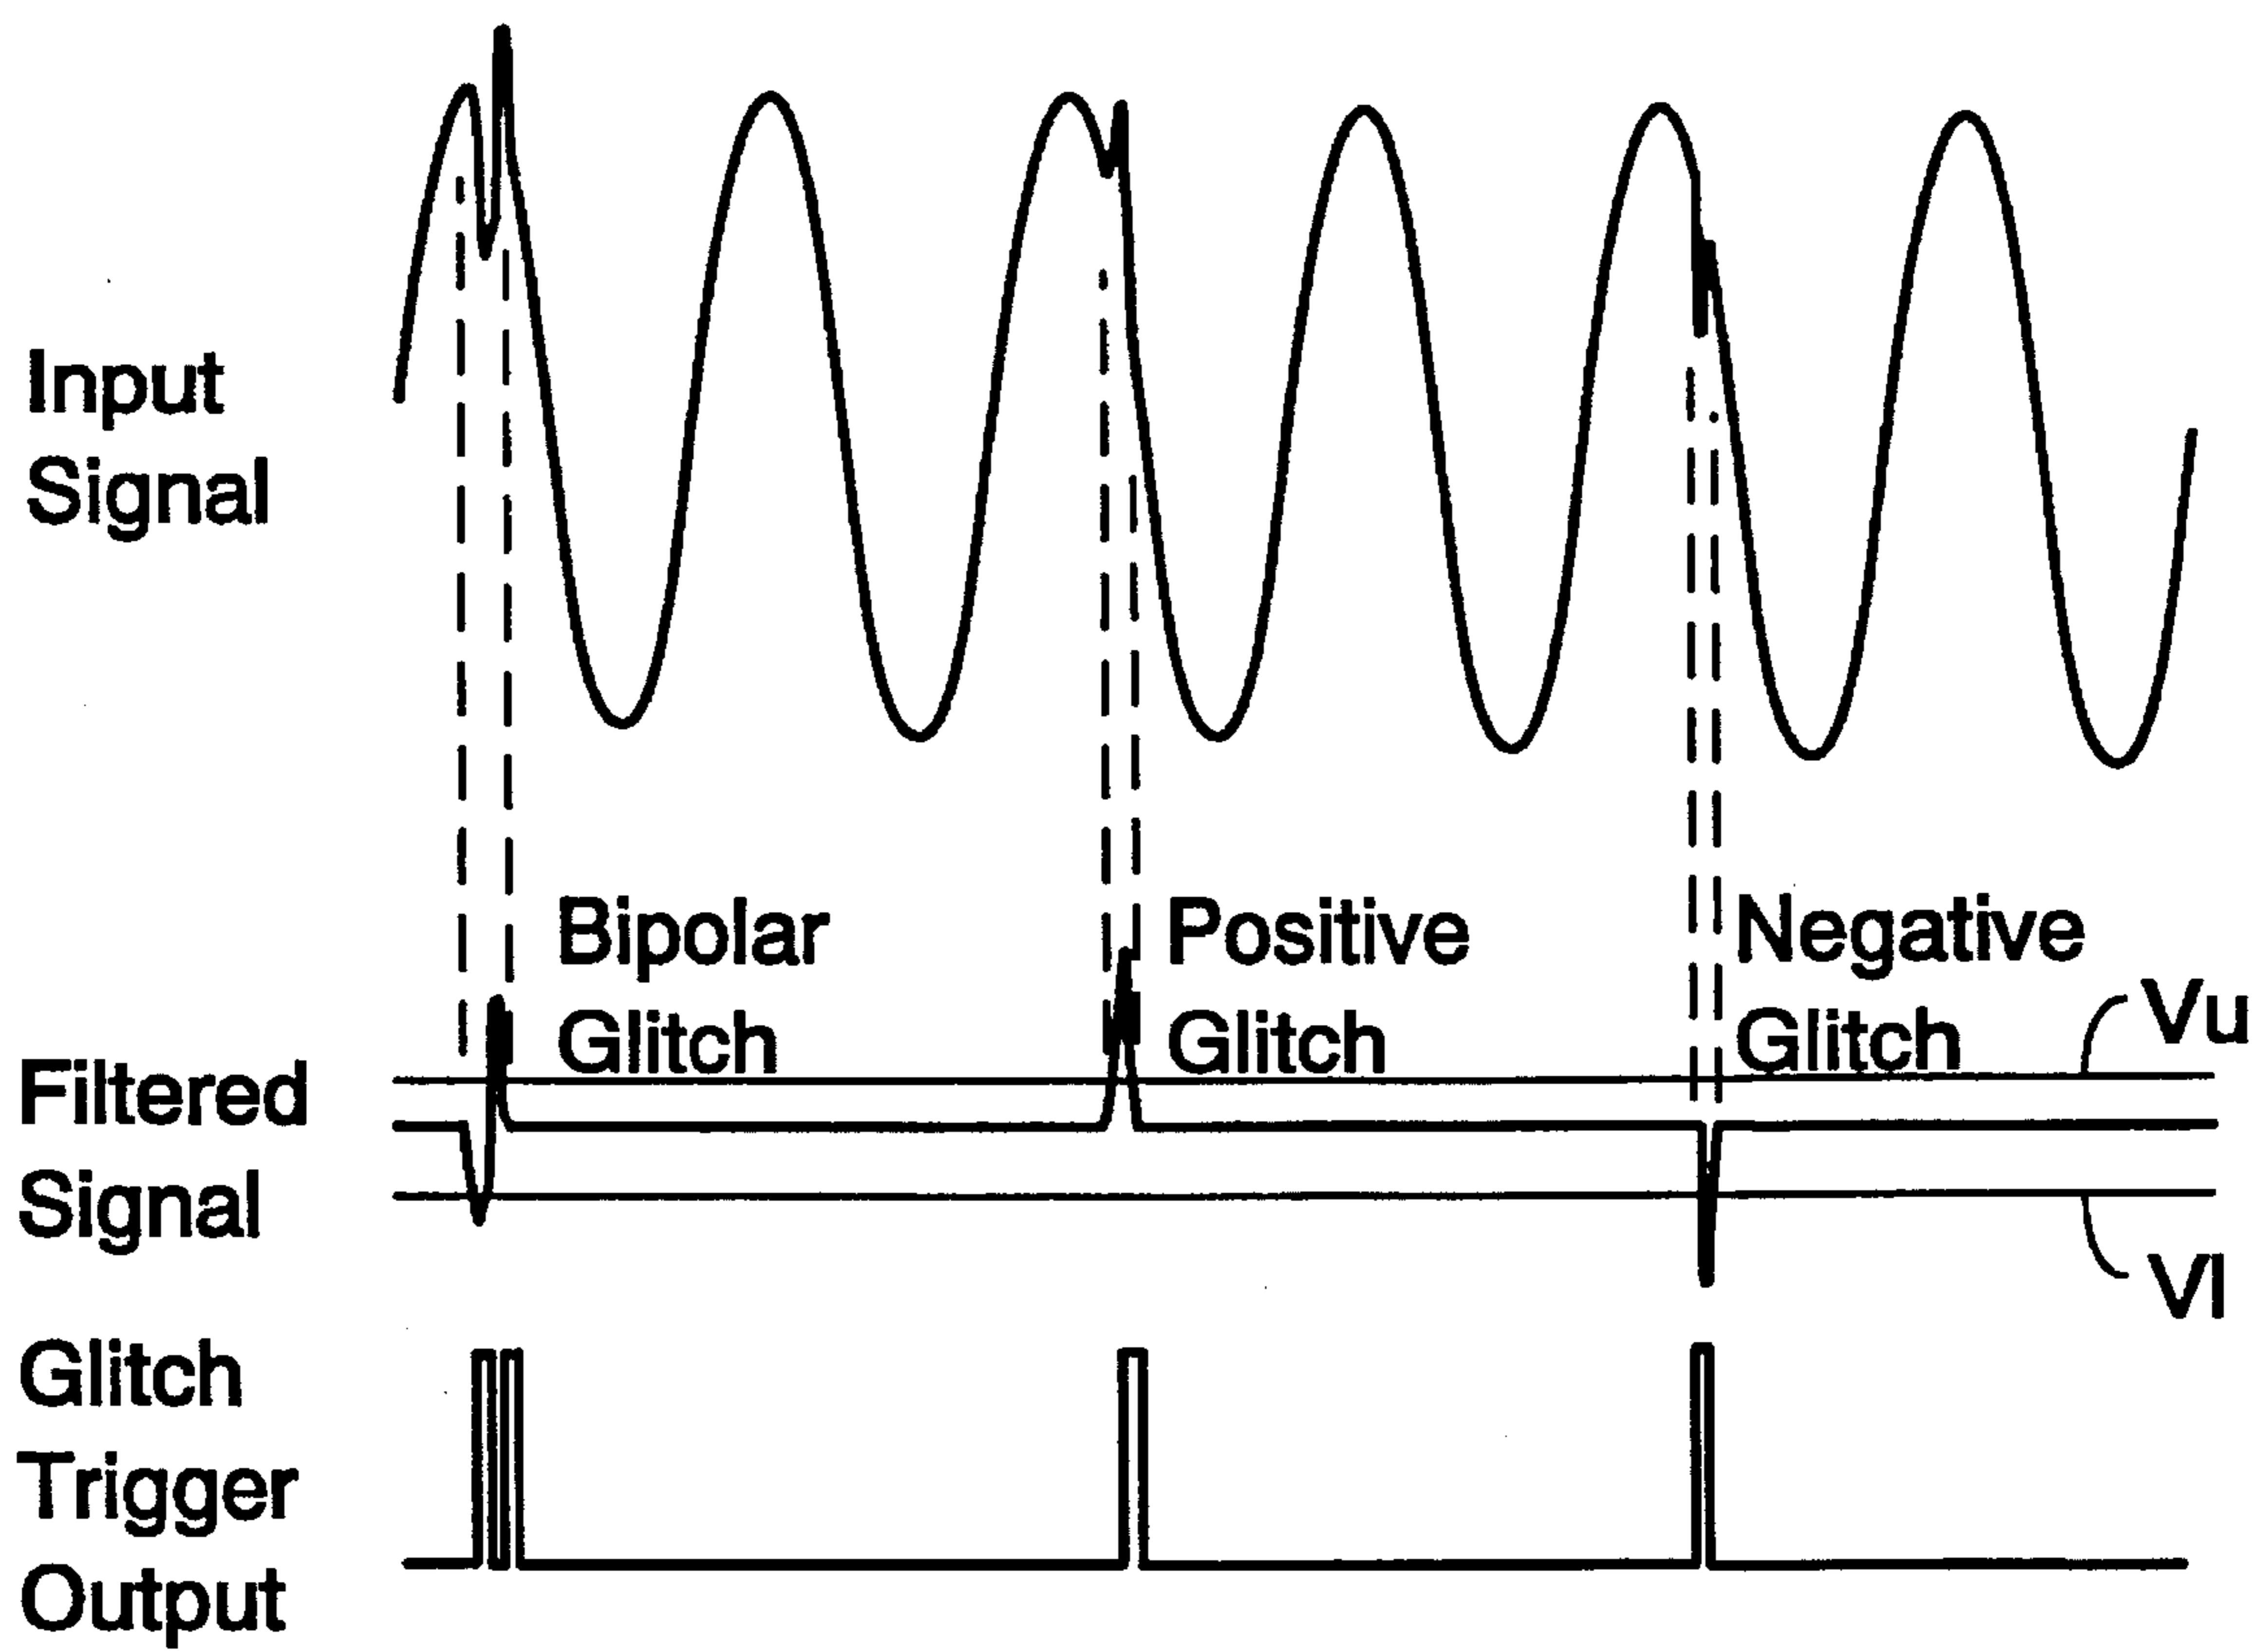 Input
Signal
Bipolar
Glitch
Positive
Glitch
Negative
Glitch
Vu
Filtered
Signal
Vl
Glitch
Trigger
Output